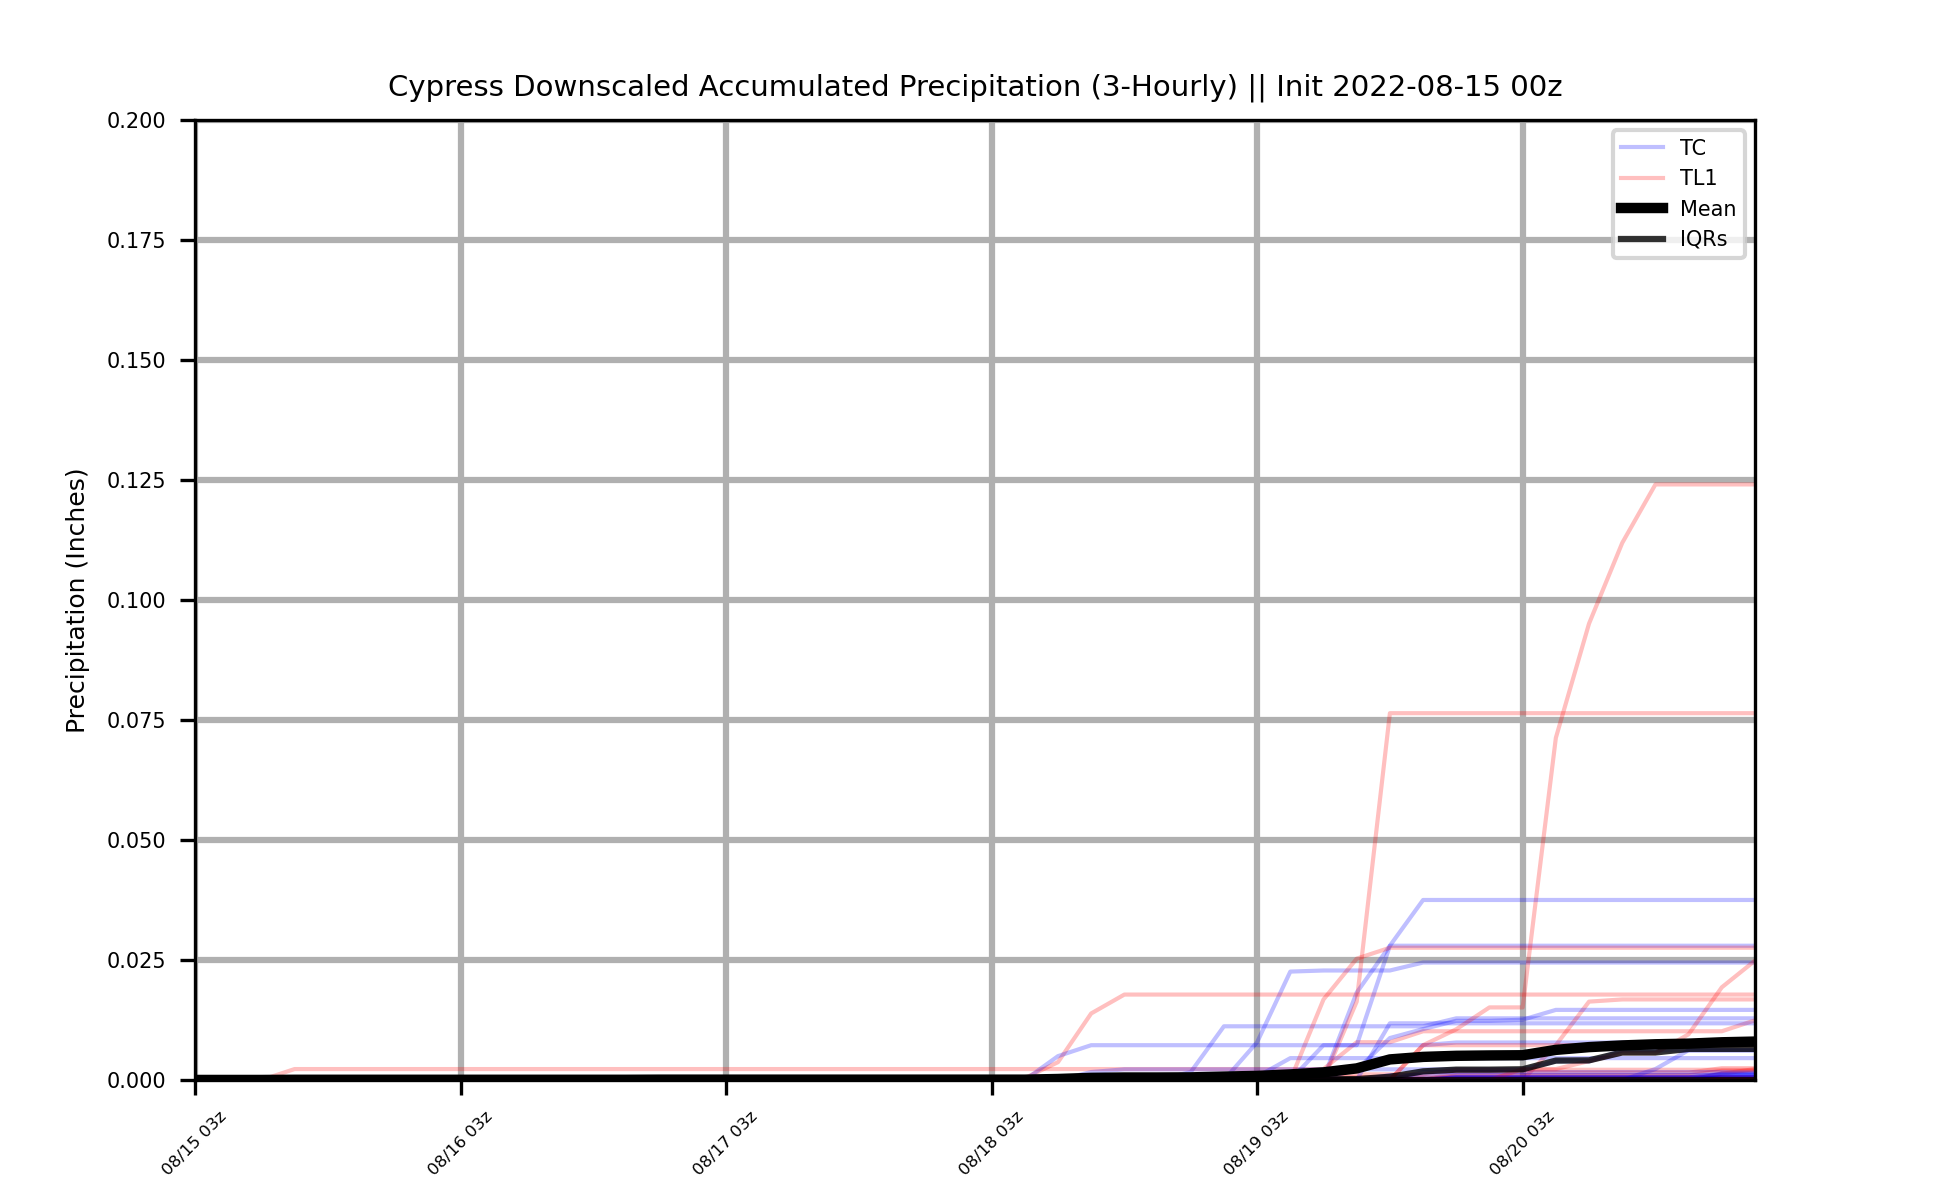 Cypress Downscaled Accumulated Precipitation (3-Hourly) || Init 2022-08-15 00z
0.200
0.175
0.150
0.125
0.100
0.075
0.050
0.025
0.000
Precipitation (Inches)
TC
TL1
Mean
IQRs
08/15 03z
08/16 03z
08/17 03z
08/18 03z
08/19 03z
08/20 03z